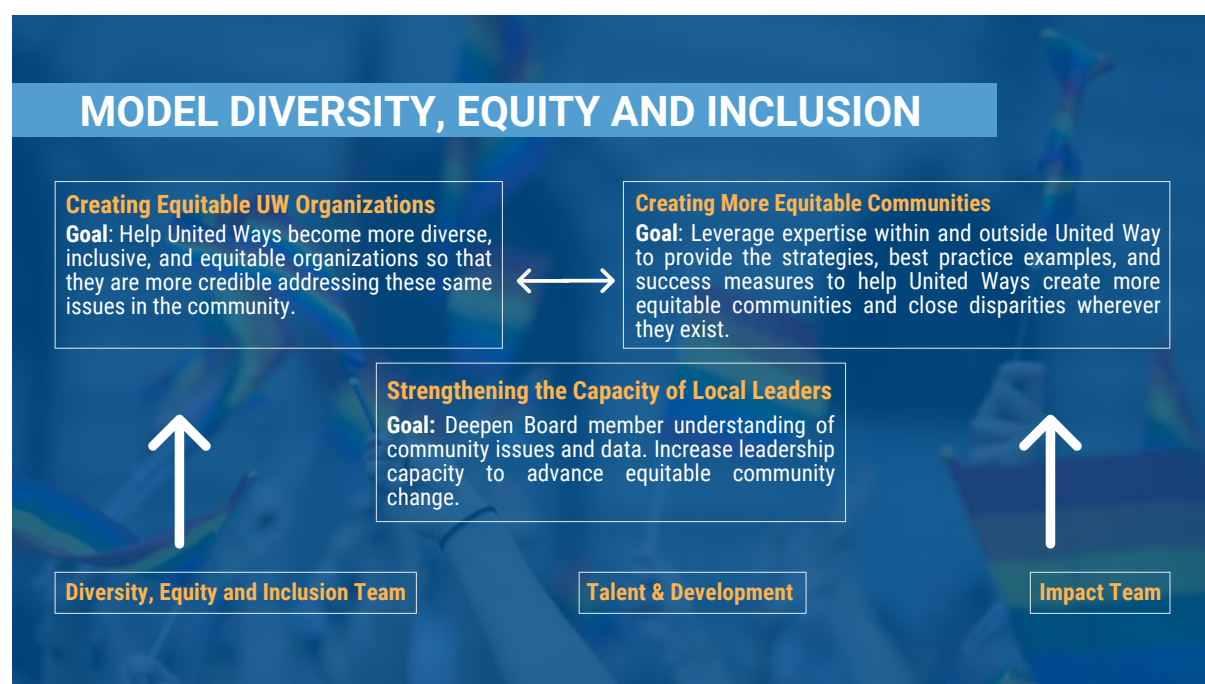 MODEL DIVERSITY, EQUITY AND INCLUSION
Creating Equitable UW Organizations
Goal: Help United Ways become more diverse,
inclusive, and equitable organizations so that
they are more credible addressing these same
issues in the community.
Creating More Equitable Communities
Goal: Leverage expertise within and outside United Way
to provide the strategies, best practice examples, and
success measures to help United Ways create more
equitable communities and close disparities wherever
they exist.
Strengthening the Capacity of Local Leaders
Goal: Deepen Board member understanding of
community issues and data. Increase leadership
capacity to advance equitable community
change.
Diversity, Equity and Inclusion Team
Talent & Development
Impact Team